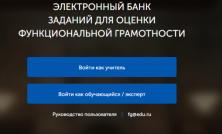 ЭЛЕКТРОННЫЙ БАНК
ЗАДАНИЙ ДЛЯ ОЦЕНКИ
ФУНКЦИОНАЛЬНОЙ ГРАМОТНОСТИ
Войти как учитель
Войти как обучающийся / эксперт
Руководство пользователя | fg@edu.ru